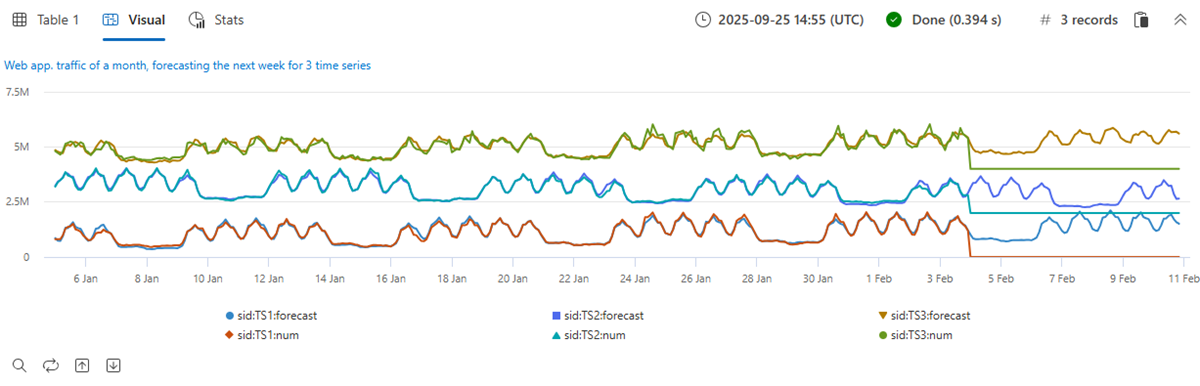 Table 1 Visual Stats 2025-09-25 14:55 (UTC) Done (0.394 s) # 3 records
Web app. traffic of a month, forecasting the next week for 3 time series
7.5M
5M
2.5M
0
6 Jan 8 Jan 10 Jan 12 Jan 14 Jan 16 Jan 18 Jan 20 Jan 22 Jan 24 Jan 26 Jan 28 Jan 30 Jan 1 Feb 3 Feb 5 Feb 7 Feb 9 Feb 11 Feb
sid:TS1:forecast sid:TS2:forecast sid:TS3:forecast
sid:TS1:num sid:TS2:num sid:TS3:num